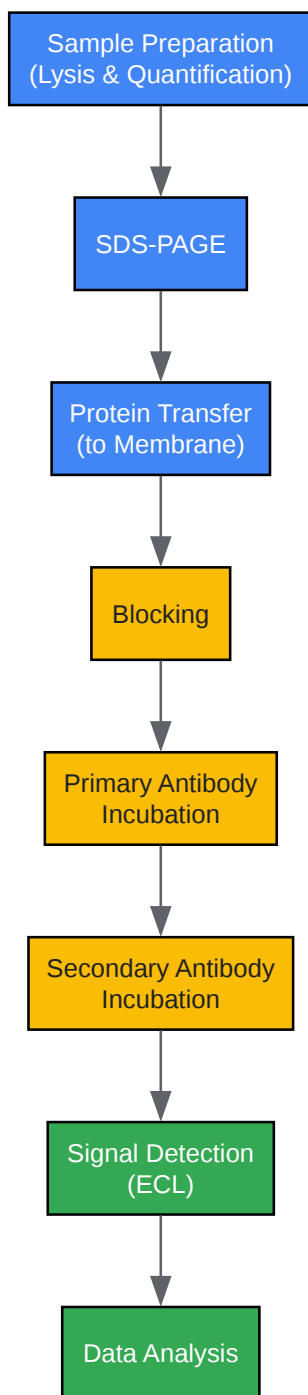 Sample Preparation
(Lysis & Quantification)
SDS-PAGE
Protein Transfer
(to Membrane)
Blocking
Primary Antibody
Incubation
Secondary Antibody
Incubation
Signal Detection
(ECL)
Data Analysis